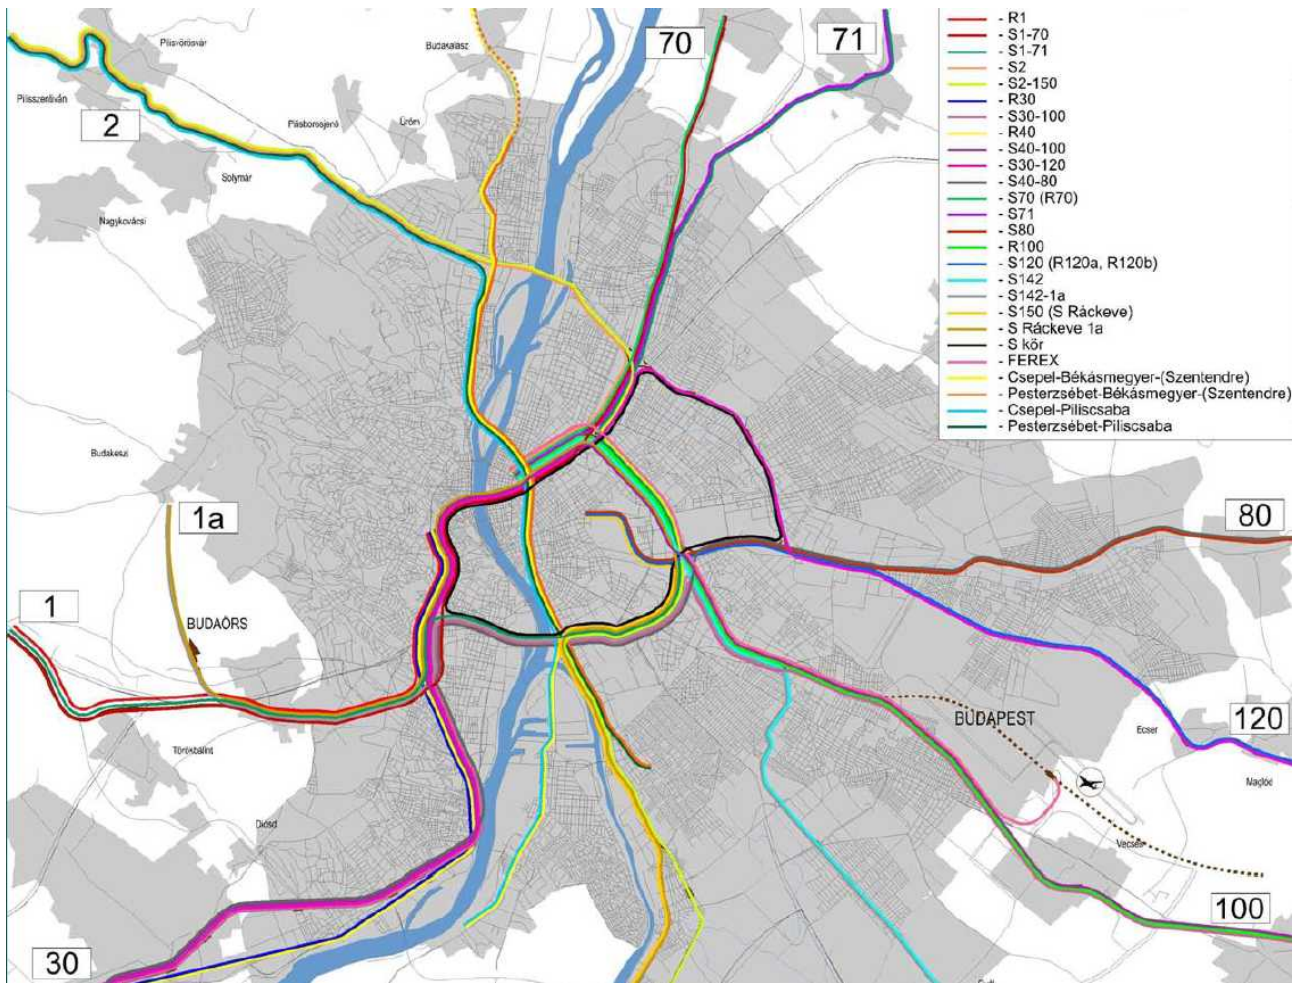 Pilisvörösvár
Budakalász
70
71
Pilisszentiván
2
Pilisborosjenő
Üröm
Solymár
Nagykovácsi
- R1
- S1-70
- S1-71
- S2
- S2-150
- R30
- S30-100
- R40
- S40-100
- S30-120
- S40-80
- S70 (R70)
- S71
- S80
- R100
- S120 (R120a, R120b)
- S142
- S142-1a
- S150 (S Ráckeve)
- S Ráckeve 1a
- S kör
- FEREX
- Csepel-Békásmegyer-(Szentendre)
- Pesterzsébet-Békásmegyer-(Szentendre)
- Csepel-Piliscsaba
- Pesterzsébet-Piliscsaba
Budakeszi
1a
80
1
BUDAÖRS
BUDAPEST
Ecser
120
Törökbálint
Maglód
Diósd
Vecsés
100
30